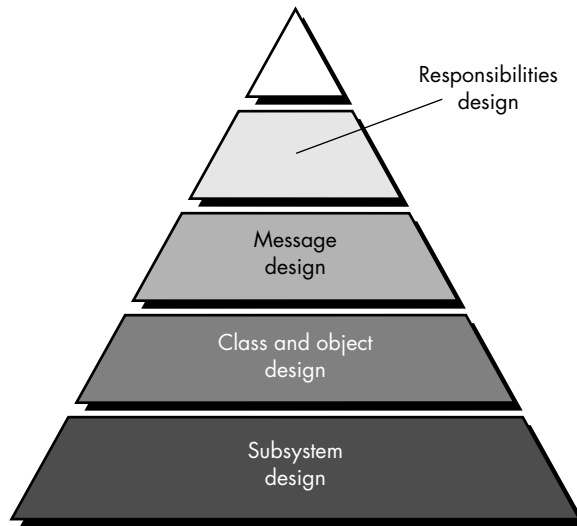 Responsibilities
design
Message
design
Class and object
design
Subsystem
design